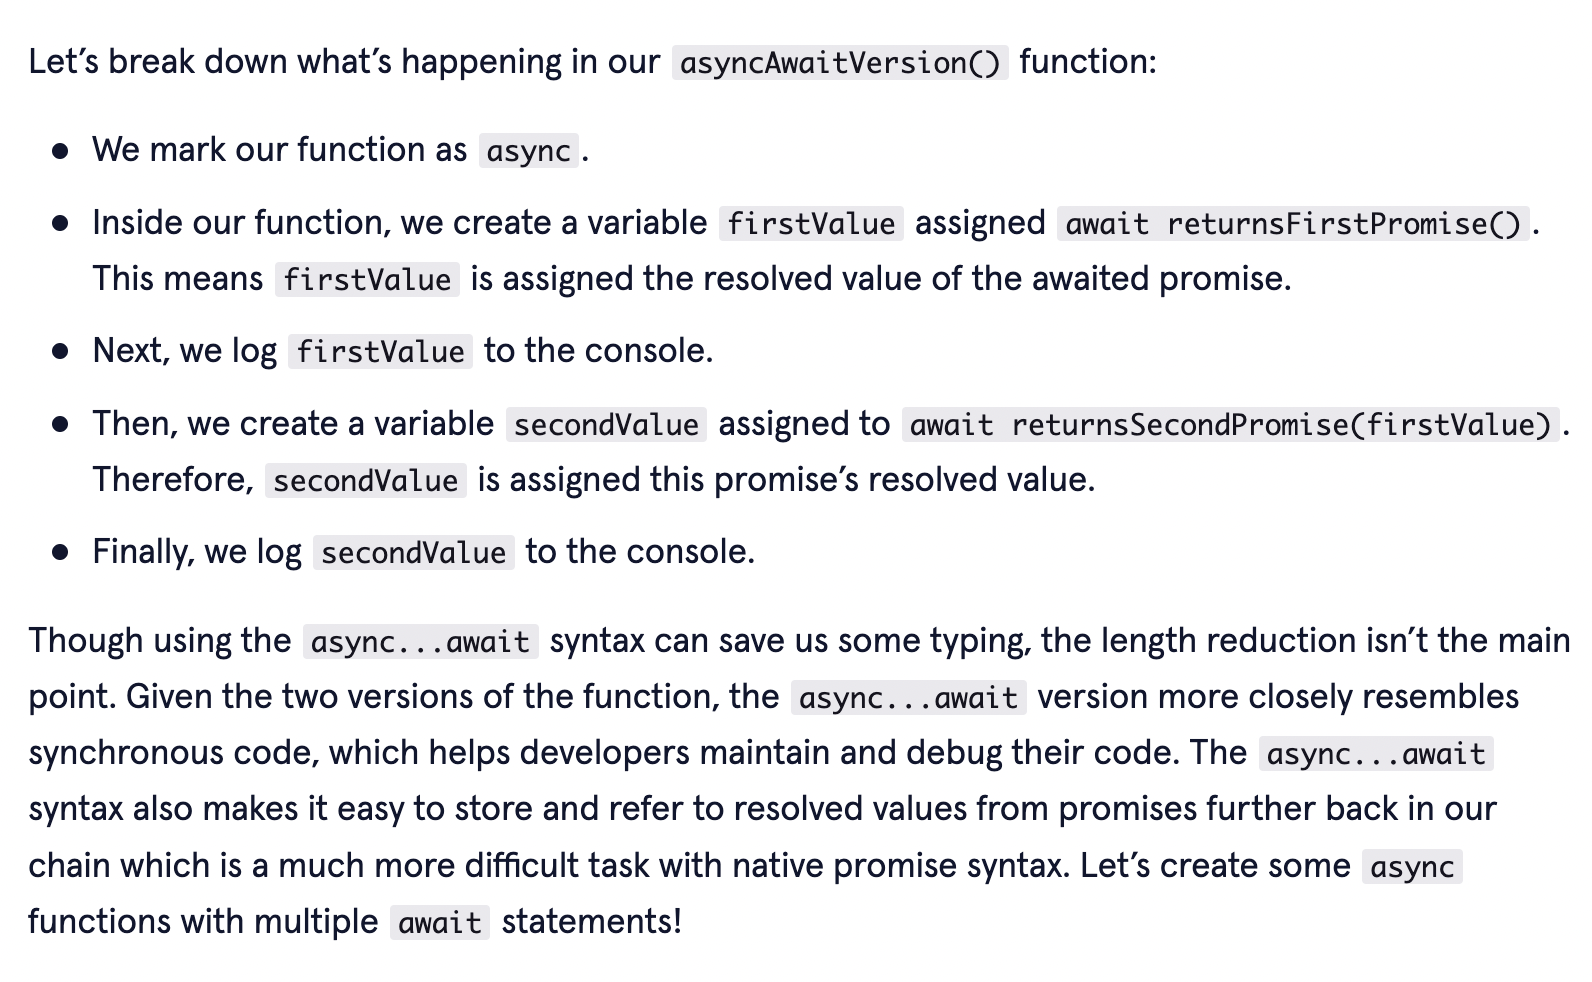 Let’s break down what’s happening in our asyncAwaitVersion() function:
● We mark our function as async.
● Inside our function, we create a variable firstValue assigned await returnsFirstPromise().
This means firstValue is assigned the resolved value of the awaited promise.
● Next, we log firstValue to the console.
● Then, we create a variable secondValue assigned to await returnsSecondPromise(firstValue).
Therefore, secondValue is assigned this promise’s resolved value.
● Finally, we log secondValue to the console.
Though using the async...await syntax can save us some typing, the length reduction isn’t the main
point. Given the two versions of the function, the async...await version more closely resembles
synchronous code, which helps developers maintain and debug their code. The async...await
syntax also makes it easy to store and refer to resolved values from promises further back in our
chain which is a much more difficult task with native promise syntax. Let’s create some async
functions with multiple await statements!